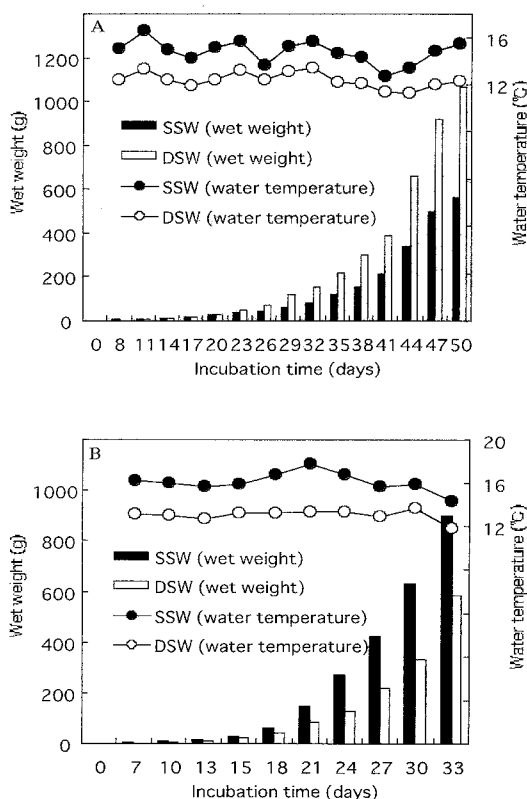 A
1200
1000
800
600
400
200
0
Wet weight (g)
16
12
Water temperature (℃)
SSW (wet weight)
DSW (wet weight)
SSW (water temperature)
DSW (water temperature)
0 8 11 14 17 20 23 26 29 32 35 38 41 44 47 50
Incubation time (days)
B
1000
800
600
400
200
0
Wet weight (g)
20
16
12
Water temperature (℃)
SSW (wet weight)
DSW (wet weight)
SSW (water temperature)
DSW (water temperature)
0 7 10 13 15 18 21 24 27 30 33
Incubation time (days)